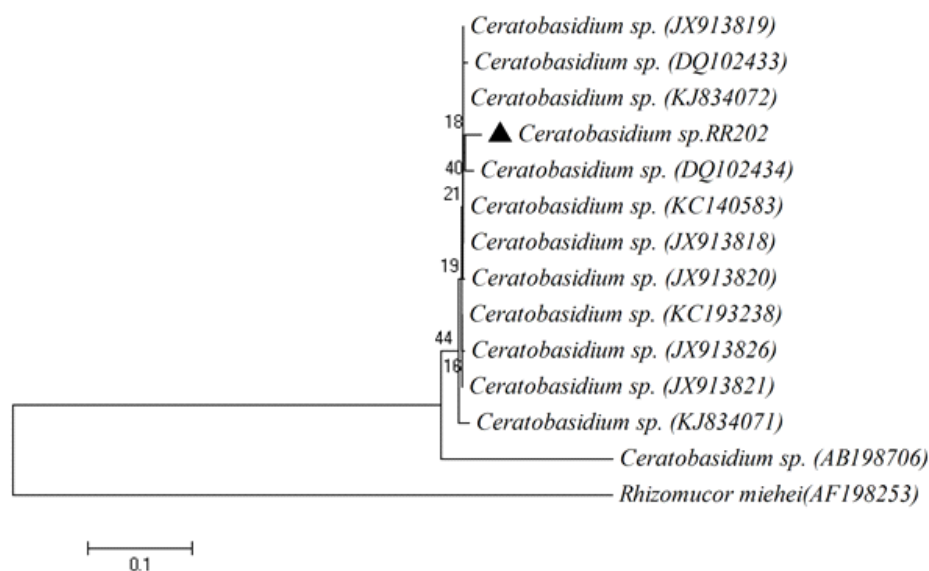 Ceratobasidium sp. (JX913819)
Ceratobasidium sp. (DQ102433)
Ceratobasidium sp. (KJ834072)
18
Ceratobasidium sp.RR202
40
Ceratobasidium sp. (DQ102434)
21
Ceratobasidium sp. (KC140583)
Ceratobasidium sp. (JX913818)
19
Ceratobasidium sp. (JX913820)
Ceratobasidium sp. (KC193238)
44
Ceratobasidium sp. (JX913826)
16
Ceratobasidium sp. (JX913821)
Ceratobasidium sp. (KJ834071)
Ceratobasidium sp. (AB198706)
Rhizomucor miehei(AF198253)
0.1